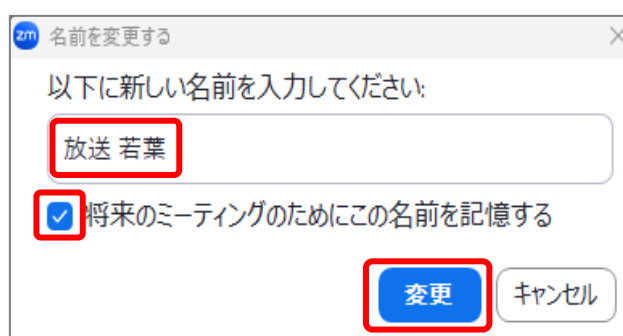 zm 名前を変更する
以下に新しい名前を入力してください:
放送 若葉
将来のミーティングのためにこの名前を記憶する
変更 キャンセル